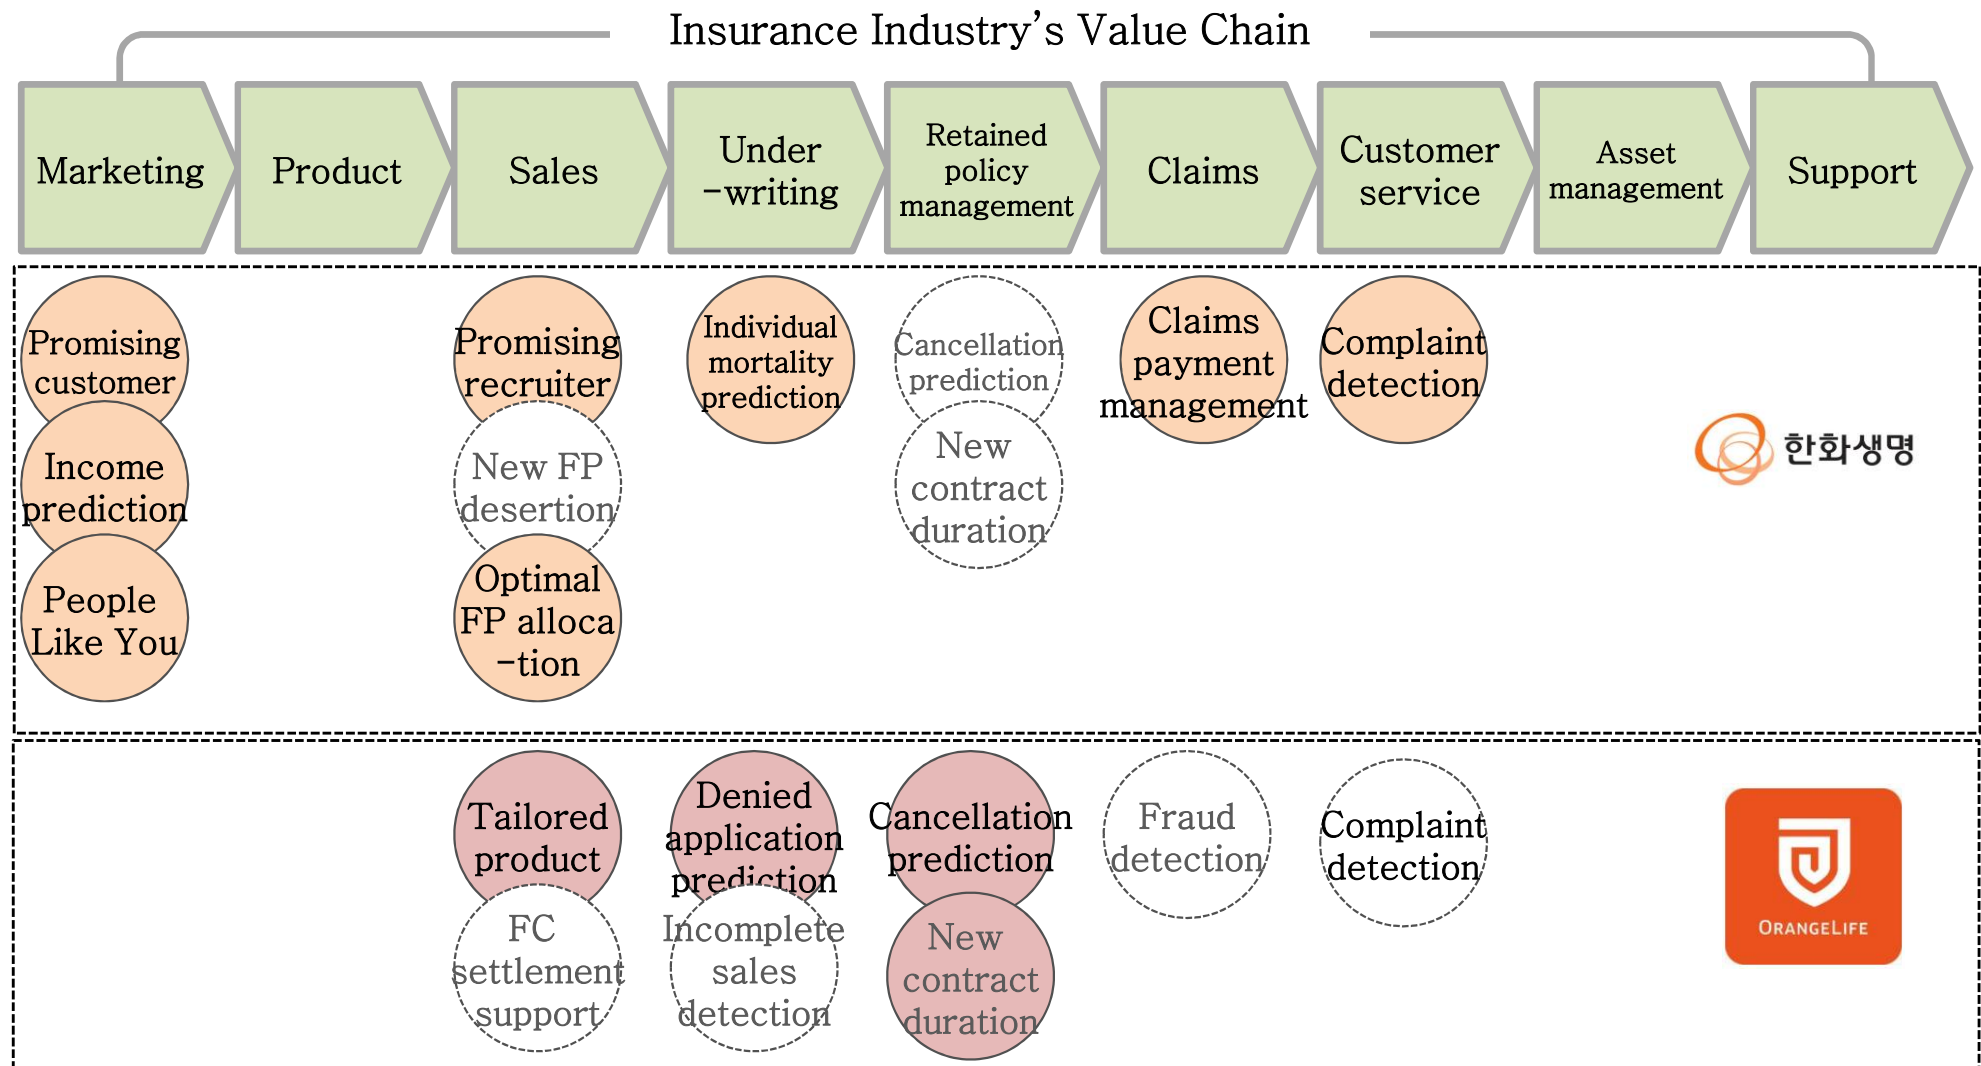 Insurance Industry's Value Chain
Marketing
Product
Sales
Under
-writing
Retained
policy
management
Claims
Customer
service
Asset
management
Support
Promising
customer
Income
prediction
People
Like You
Promising
recruiter
New FP
desertion
Optimal
FP alloca
-tion
Individual
mortality
prediction
Cancellation
prediction
New
contract
duration
Claims
payment
management
Complaint
detection
한화생명
Tailored
product
FC
settlement
support
Denied
application
prediction
Incomplete
sales
detection
Cancellation
prediction
New
contract
duration
Fraud
detection
Complaint
detection
ORANGELIFE